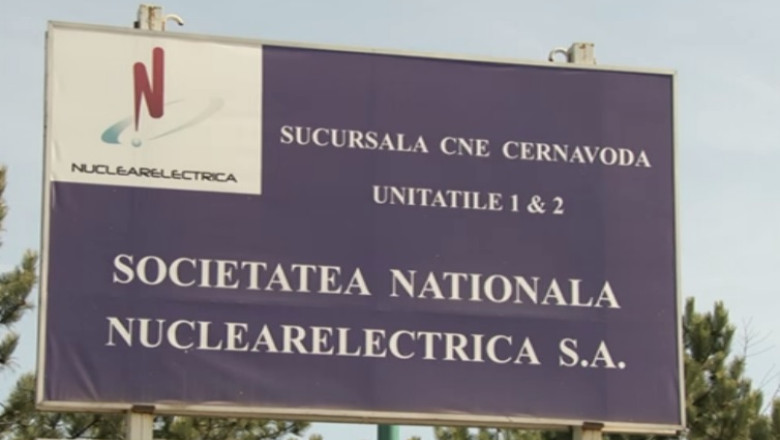 NUCLEARELECTRICA
SUCURSALA CNE CERNAVODA
UNITATILE 1 & 2
SOCIETATEA NATIONALA
NUCLEARELECTRICA S.A.